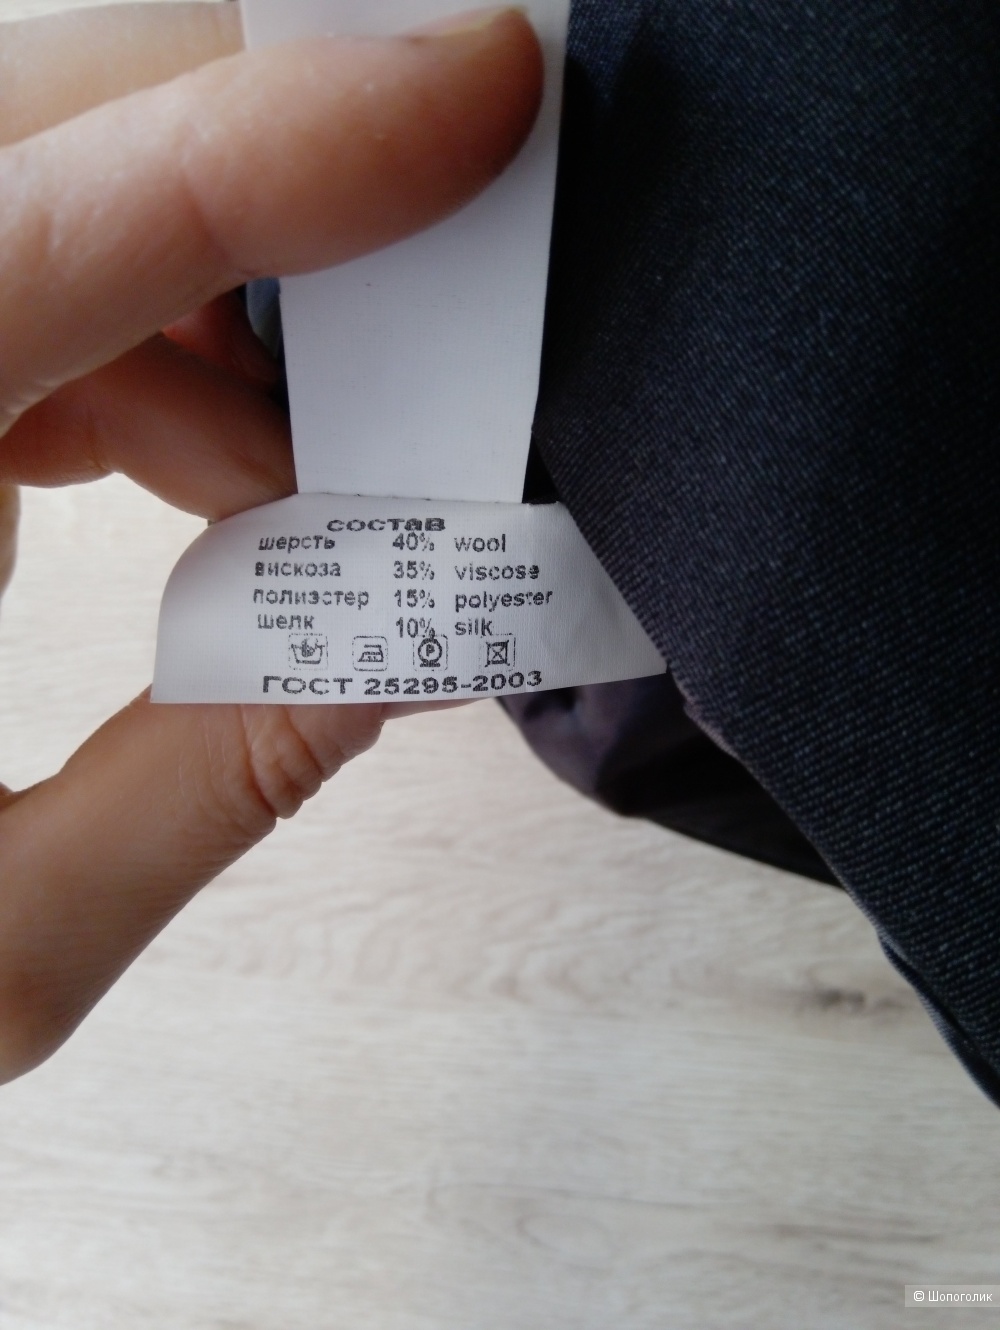 состав
шерсть 40% wool
вискоза 35% viscose
полиэстер 15% polyester
шелк 10% silk
P
ГОСТ 25295-2003
© Шопоголик